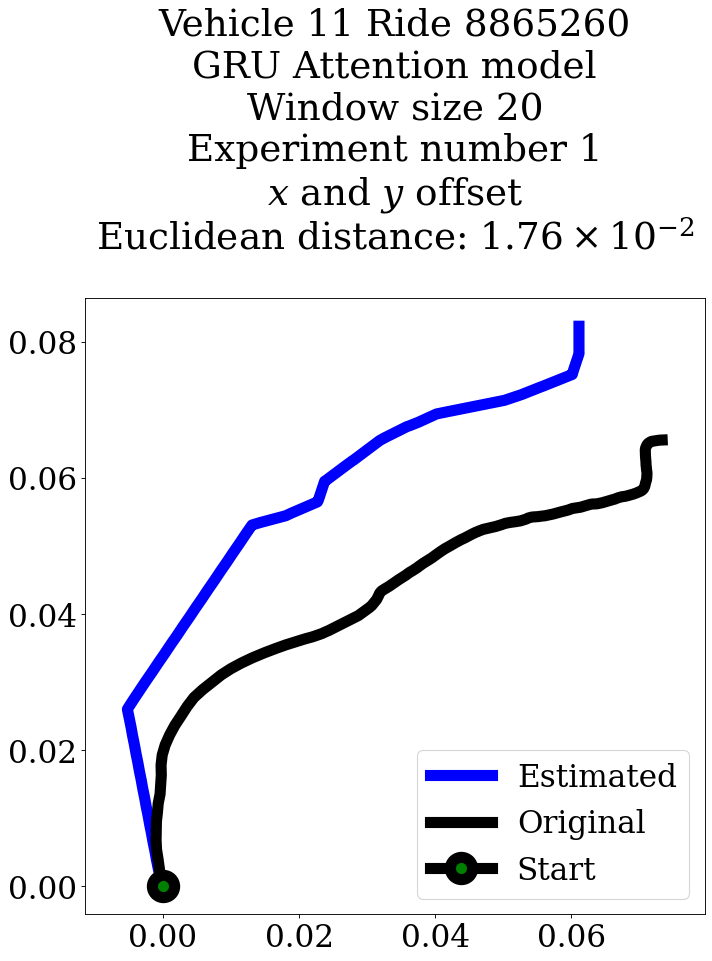 Vehicle 11 Ride 8865260
GRU Attention model
Window size 20
Experiment number 1
x and y offset
Euclidean distance: 1.76 × 10⁻²
0.08
0.06
0.04
0.02
0.00
Estimated
Original
Start
0.00 0.02 0.04 0.06